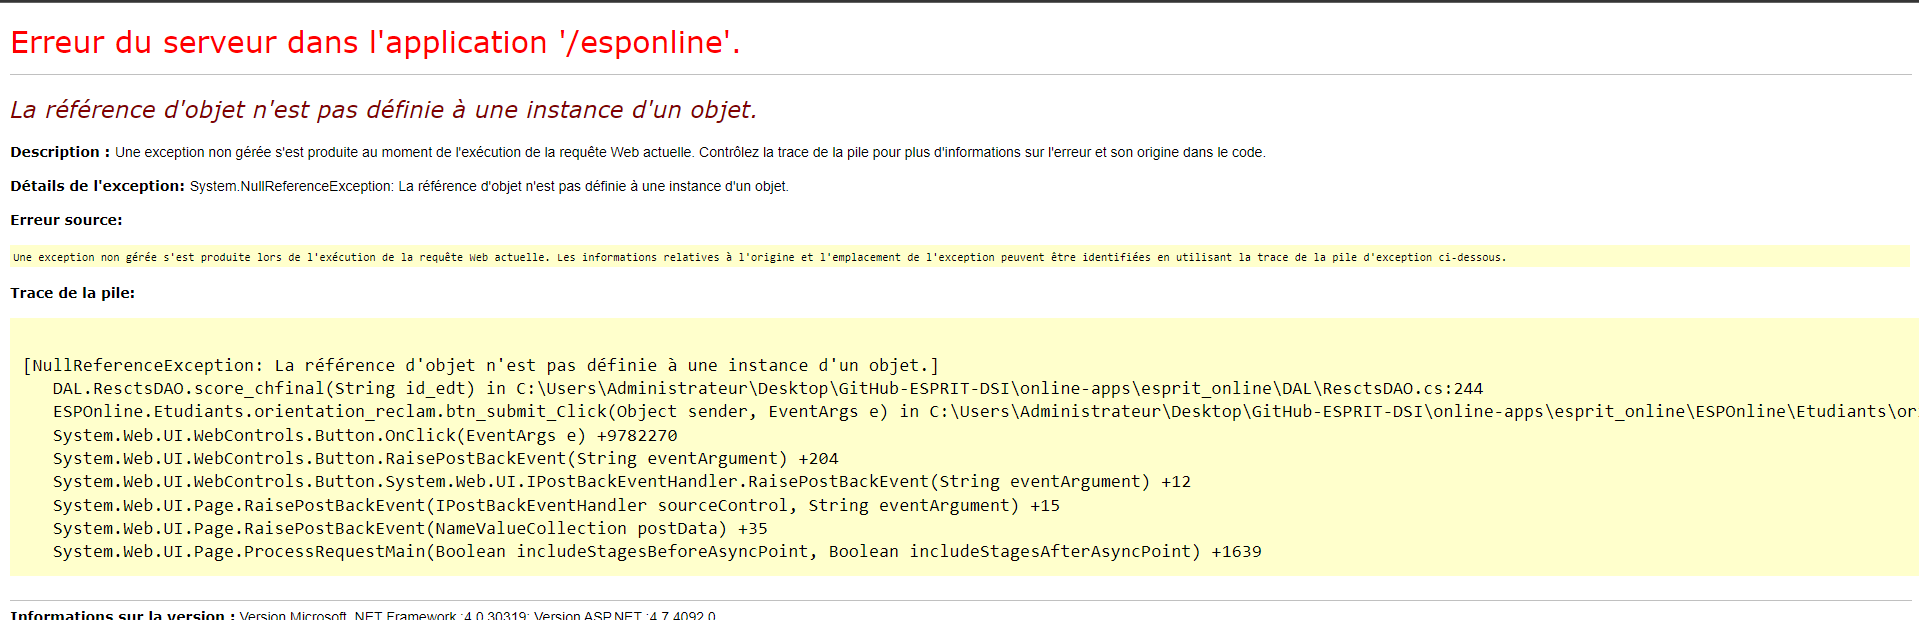 Erreur du serveur dans l'application '/esponline'.
La référence d'objet n'est pas définie à une instance d'un objet.
Description : Une exception non gérée s'est produite au moment de l'exécution de la requête Web actuelle. Contrôlez la trace de la pile pour plus d'informations sur l'erreur et son origine dans le code.
Détails de l'exception: System.NullReferenceException: La référence d'objet n'est pas définie à une instance d'un objet.
Erreur source:
Une exception non gérée s'est produite lors de l'exécution de la requête Web actuelle. Les informations relatives à l'origine et l'emplacement de l'exception peuvent être identifiées en utilisant la trace de la pile d'exception ci-dessous.
Trace de la pile:
[NullReferenceException: La référence d'objet n'est pas définie à une instance d'un objet.]
DAL.ResctsDAO.score_chfinal(String id_edt) in C:\Users\Administrateur\Desktop\GitHub-ESPRIT-DSI\online-apps\esprit_online\DAL\ResctsDAO.cs:244
ESPOnline.Etudiants.orientation_reclam.btn_submit_Click(Object sender, EventArgs e) in C:\Users\Administrateur\Desktop\GitHub-ESPRIT-DSI\online-apps\esprit_online\ESPOnline\Etudiants\or
System.Web.UI.WebControls.Button.OnClick(EventArgs e) +9782270
System.Web.UI.WebControls.Button.RaisePostBackEvent(String eventArgument) +204
System.Web.UI.WebControls.Button.System.Web.UI.IPostBackEventHandler.RaisePostBackEvent(String eventArgument) +12
System.Web.UI.Page.RaisePostBackEvent(IPostBackEventHandler sourceControl, String eventArgument) +15
System.Web.UI.Page.RaisePostBackEvent(NameValueCollection postData) +35
System.Web.UI.Page.ProcessRequestMain(Boolean includeStagesBeforeAsyncPoint, Boolean includeStagesAfterAsyncPoint) +1639
Informations sur la version : Version Microsoft .NET Framework :4.0.30319; Version ASP.NET :4.7.4092.0